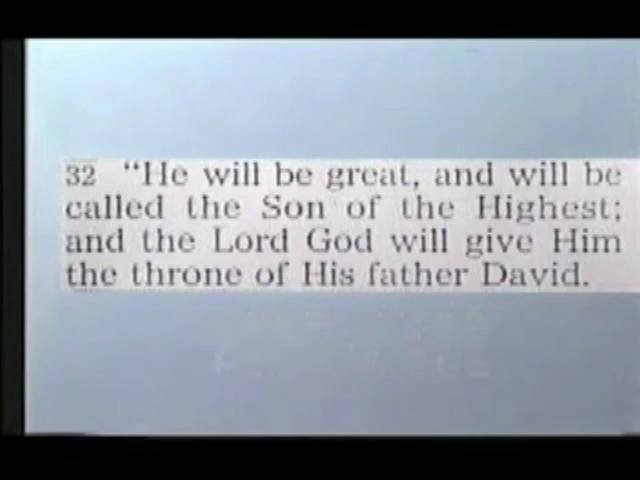 32 “He will be great, and will be
called the Son of the Highest;
and the Lord God will give Him
the throne of His father David.